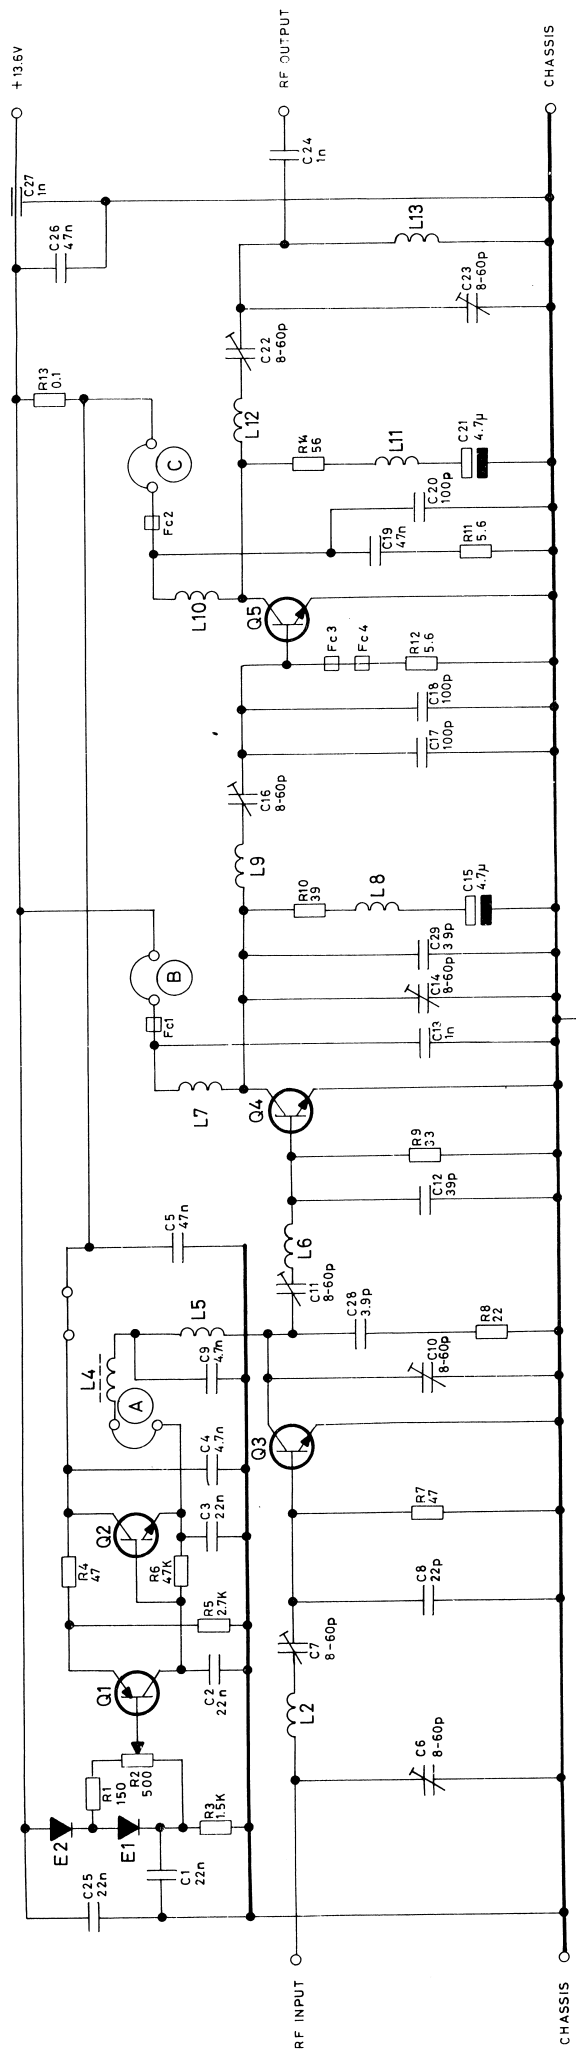 +13.6V
C27
1n
C26
47n
RF OUTPUT
C24
1n
CHASSIS
L13
C23
8-60p
C22
8-60p
R13
0.1
L12
C
Fc2
R14
56
L11
C21
4.7µ
C20
100p
C19
47n
R11
5.6
L10
Q5
Fc3
Fc4
R12
5.6
C18
100p
C17
100p
C16
8-60p
L9
R10
39
L8
C15
4.7µ
B
Fc1
C29
3.9p
C14
8-60p
C13
1n
L7
Q4
R9
33
C12
39p
L6
C11
8-60p
C5
47n
L5
C28
3.9p
R8
22
C10
8-60p
L4
A
C9
4.7n
C4
4.7n
C3
22n
Q3
Q2
R4
47
R6
47K
R5
2.7K
R7
47
C8
22p
C7
8-60p
L2
Q1
C2
22n
R1
150
R2
500
R3
1.5K
C6
8-60p
E2
E1
C1
22n
C25
22n
RF INPUT
CHASSIS